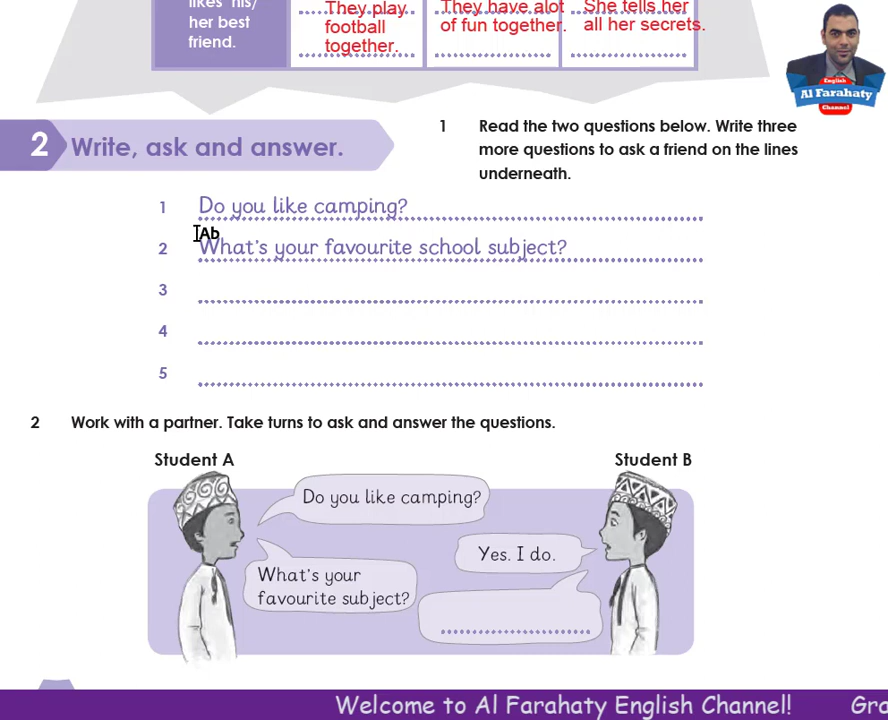 likes his/
her best
friend.
They play
football
together.
They have alot
of fun together.
She tells her
all her secrets.
English
Al Farahaty
Channel
2 Write, ask and answer.
1 Read the two questions below. Write three
more questions to ask a friend on the lines
underneath.
1 Do you like camping?
Ab
2 What's your favourite school subject?
3
4
5
2 Work with a partner. Take turns to ask and answer the questions.
Student A
Student B
Do you like camping?
Yes. I do.
What's your
favourite subject?
Welcome to Al Farahaty English Channel! Gra